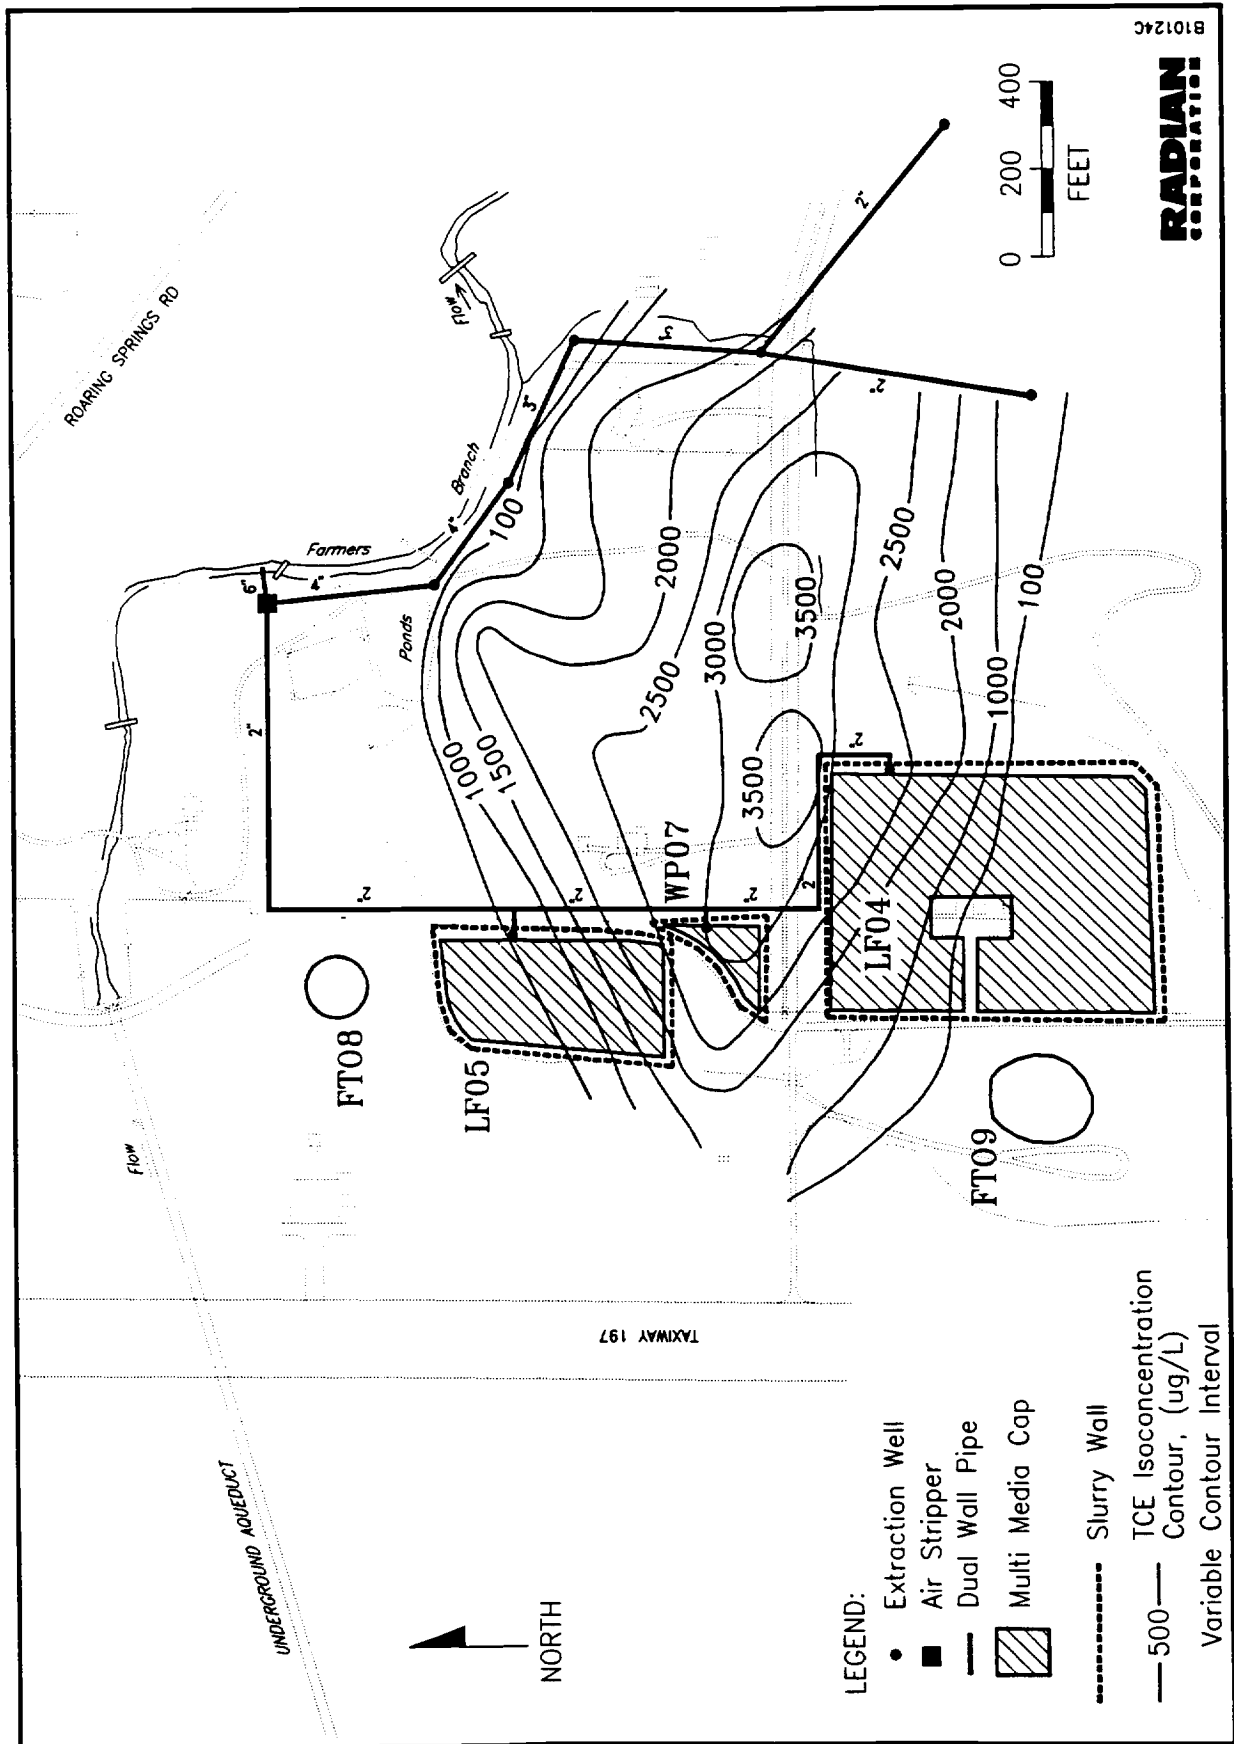 B10124C
RADIAN
CORPORATION
0 200 400
FEET
ROARING SPRINGS RD
Flow
Farmers
Branch
Ponds
6"
4"
4"
3"
3"
2"
2"
2"
2"
2"
2"
2
2"
100
1000
1500
2000
2500
3000
3500
3500
2500
2000
1000
100
FT08
LF05
WP07
LF04
FT09
Flow
TAXIWAY 197
UNDERGROUND AQUEDUCT
NORTH
LEGEND:
Extraction Well
Air Stripper
Dual Wall Pipe
Multi Media Cap
Slurry Wall
500 TCE Isoconcentration
Contour, (ug/L)
Variable Contour Interval